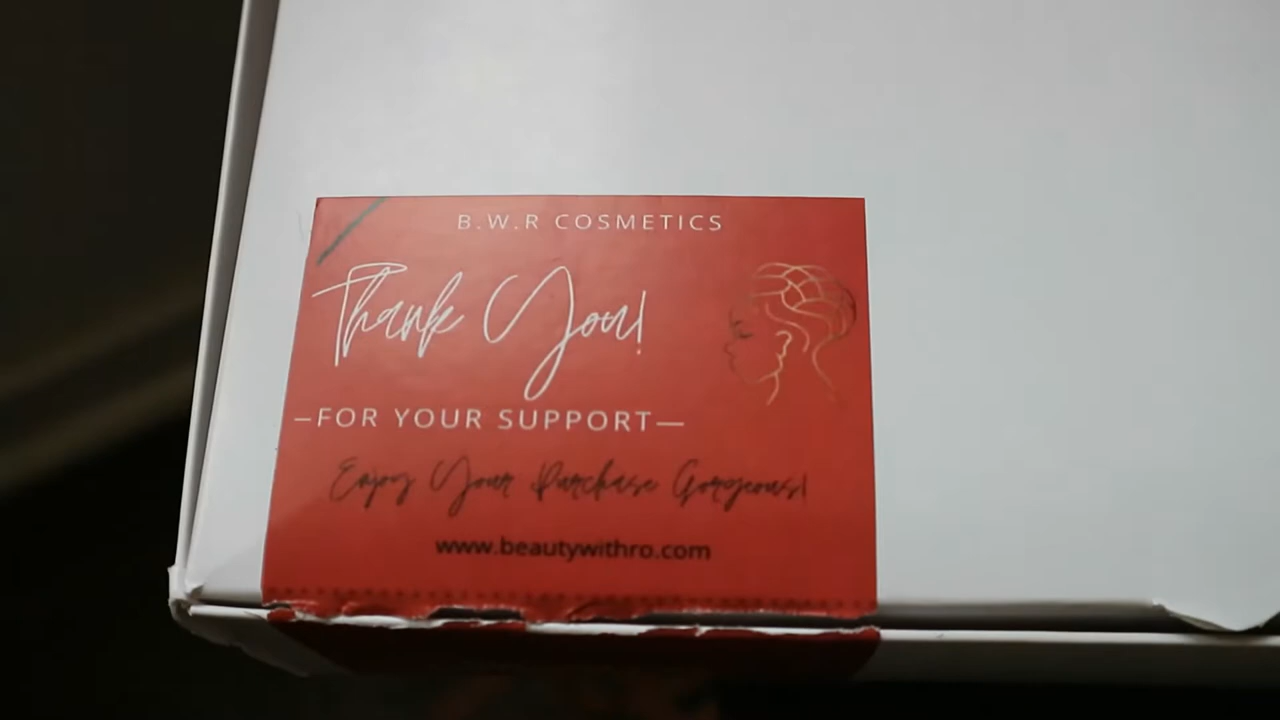 B.W.R COSMETICS
Thank You!
—FOR YOUR SUPPORT—
Enjoy Your Purchase Gorgeous!
www.beautywithro.com